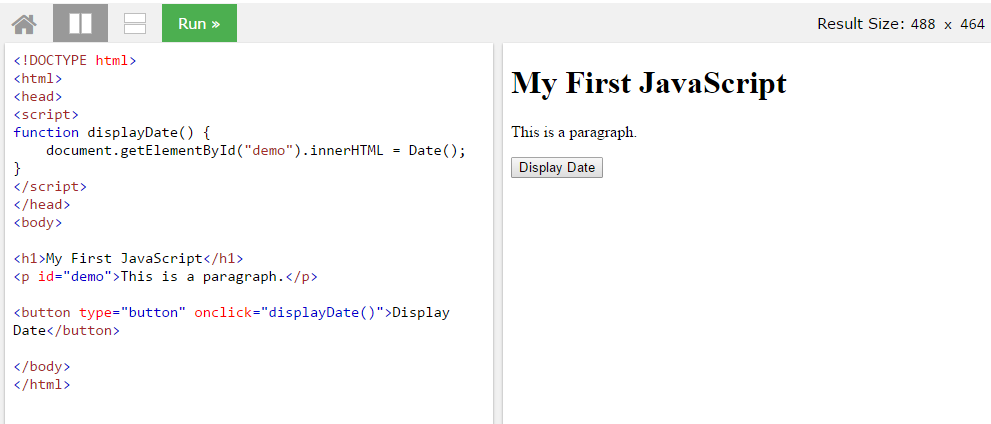 Run »
Result Size: 488 x 464
<!DOCTYPE html>
<html>
<head>
<script>
function displayDate() {
    document.getElementById("demo").innerHTML = Date();
}
</script>
</head>
<body>

<h1>My First JavaScript</h1>
<p id="demo">This is a paragraph.</p>

<button type="button" onclick="displayDate()">Display
Date</button>

</body>
</html>
My First JavaScript
This is a paragraph.
Display Date